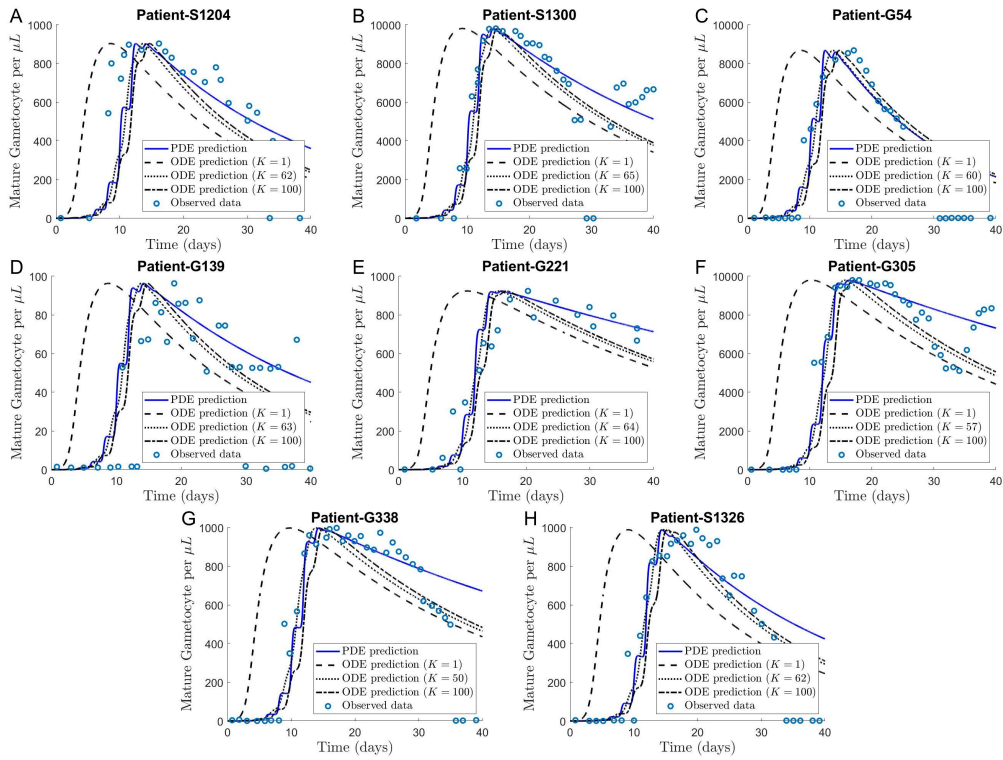 A Patient-S1204
1000
800
600
400
200
0
Mature Gametocyte per μL
PDE prediction
ODE prediction (K = 1)
ODE prediction (K = 62)
ODE prediction (K = 100)
Observed data
0 10 20 30 40
Time (days)
B Patient-S1300
10000
8000
6000
4000
2000
0
Mature Gametocyte per μL
PDE prediction
ODE prediction (K = 1)
ODE prediction (K = 65)
ODE prediction (K = 100)
Observed data
0 10 20 30 40
Time (days)
C Patient-G54
10000
8000
6000
4000
2000
0
Mature Gametocyte per μL
PDE prediction
ODE prediction (K = 1)
ODE prediction (K = 60)
ODE prediction (K = 100)
Observed data
0 10 20 30 40
Time (days)
D Patient-G139
100
80
60
40
20
0
Mature Gametocyte per μL
PDE prediction
ODE prediction (K = 1)
ODE prediction (K = 63)
ODE prediction (K = 100)
Observed data
0 10 20 30 40
Time (days)
E Patient-G221
1000
800
600
400
200
0
Mature Gametocyte per μL
PDE prediction
ODE prediction (K = 1)
ODE prediction (K = 64)
ODE prediction (K = 100)
Observed data
0 10 20 30 40
Time (days)
F Patient-G305
10000
8000
6000
4000
2000
0
Mature Gametocyte per μL
PDE prediction
ODE prediction (K = 1)
ODE prediction (K = 57)
ODE prediction (K = 100)
Observed data
0 10 20 30 40
Time (days)
G Patient-G338
1000
800
600
400
200
0
Mature Gametocyte per μL
PDE prediction
ODE prediction (K = 1)
ODE prediction (K = 50)
ODE prediction (K = 100)
Observed data
0 10 20 30 40
Time (days)
H Patient-S1326
1000
800
600
400
200
0
Mature Gametocyte per μL
PDE prediction
ODE prediction (K = 1)
ODE prediction (K = 62)
ODE prediction (K = 100)
Observed data
0 10 20 30 40
Time (days)